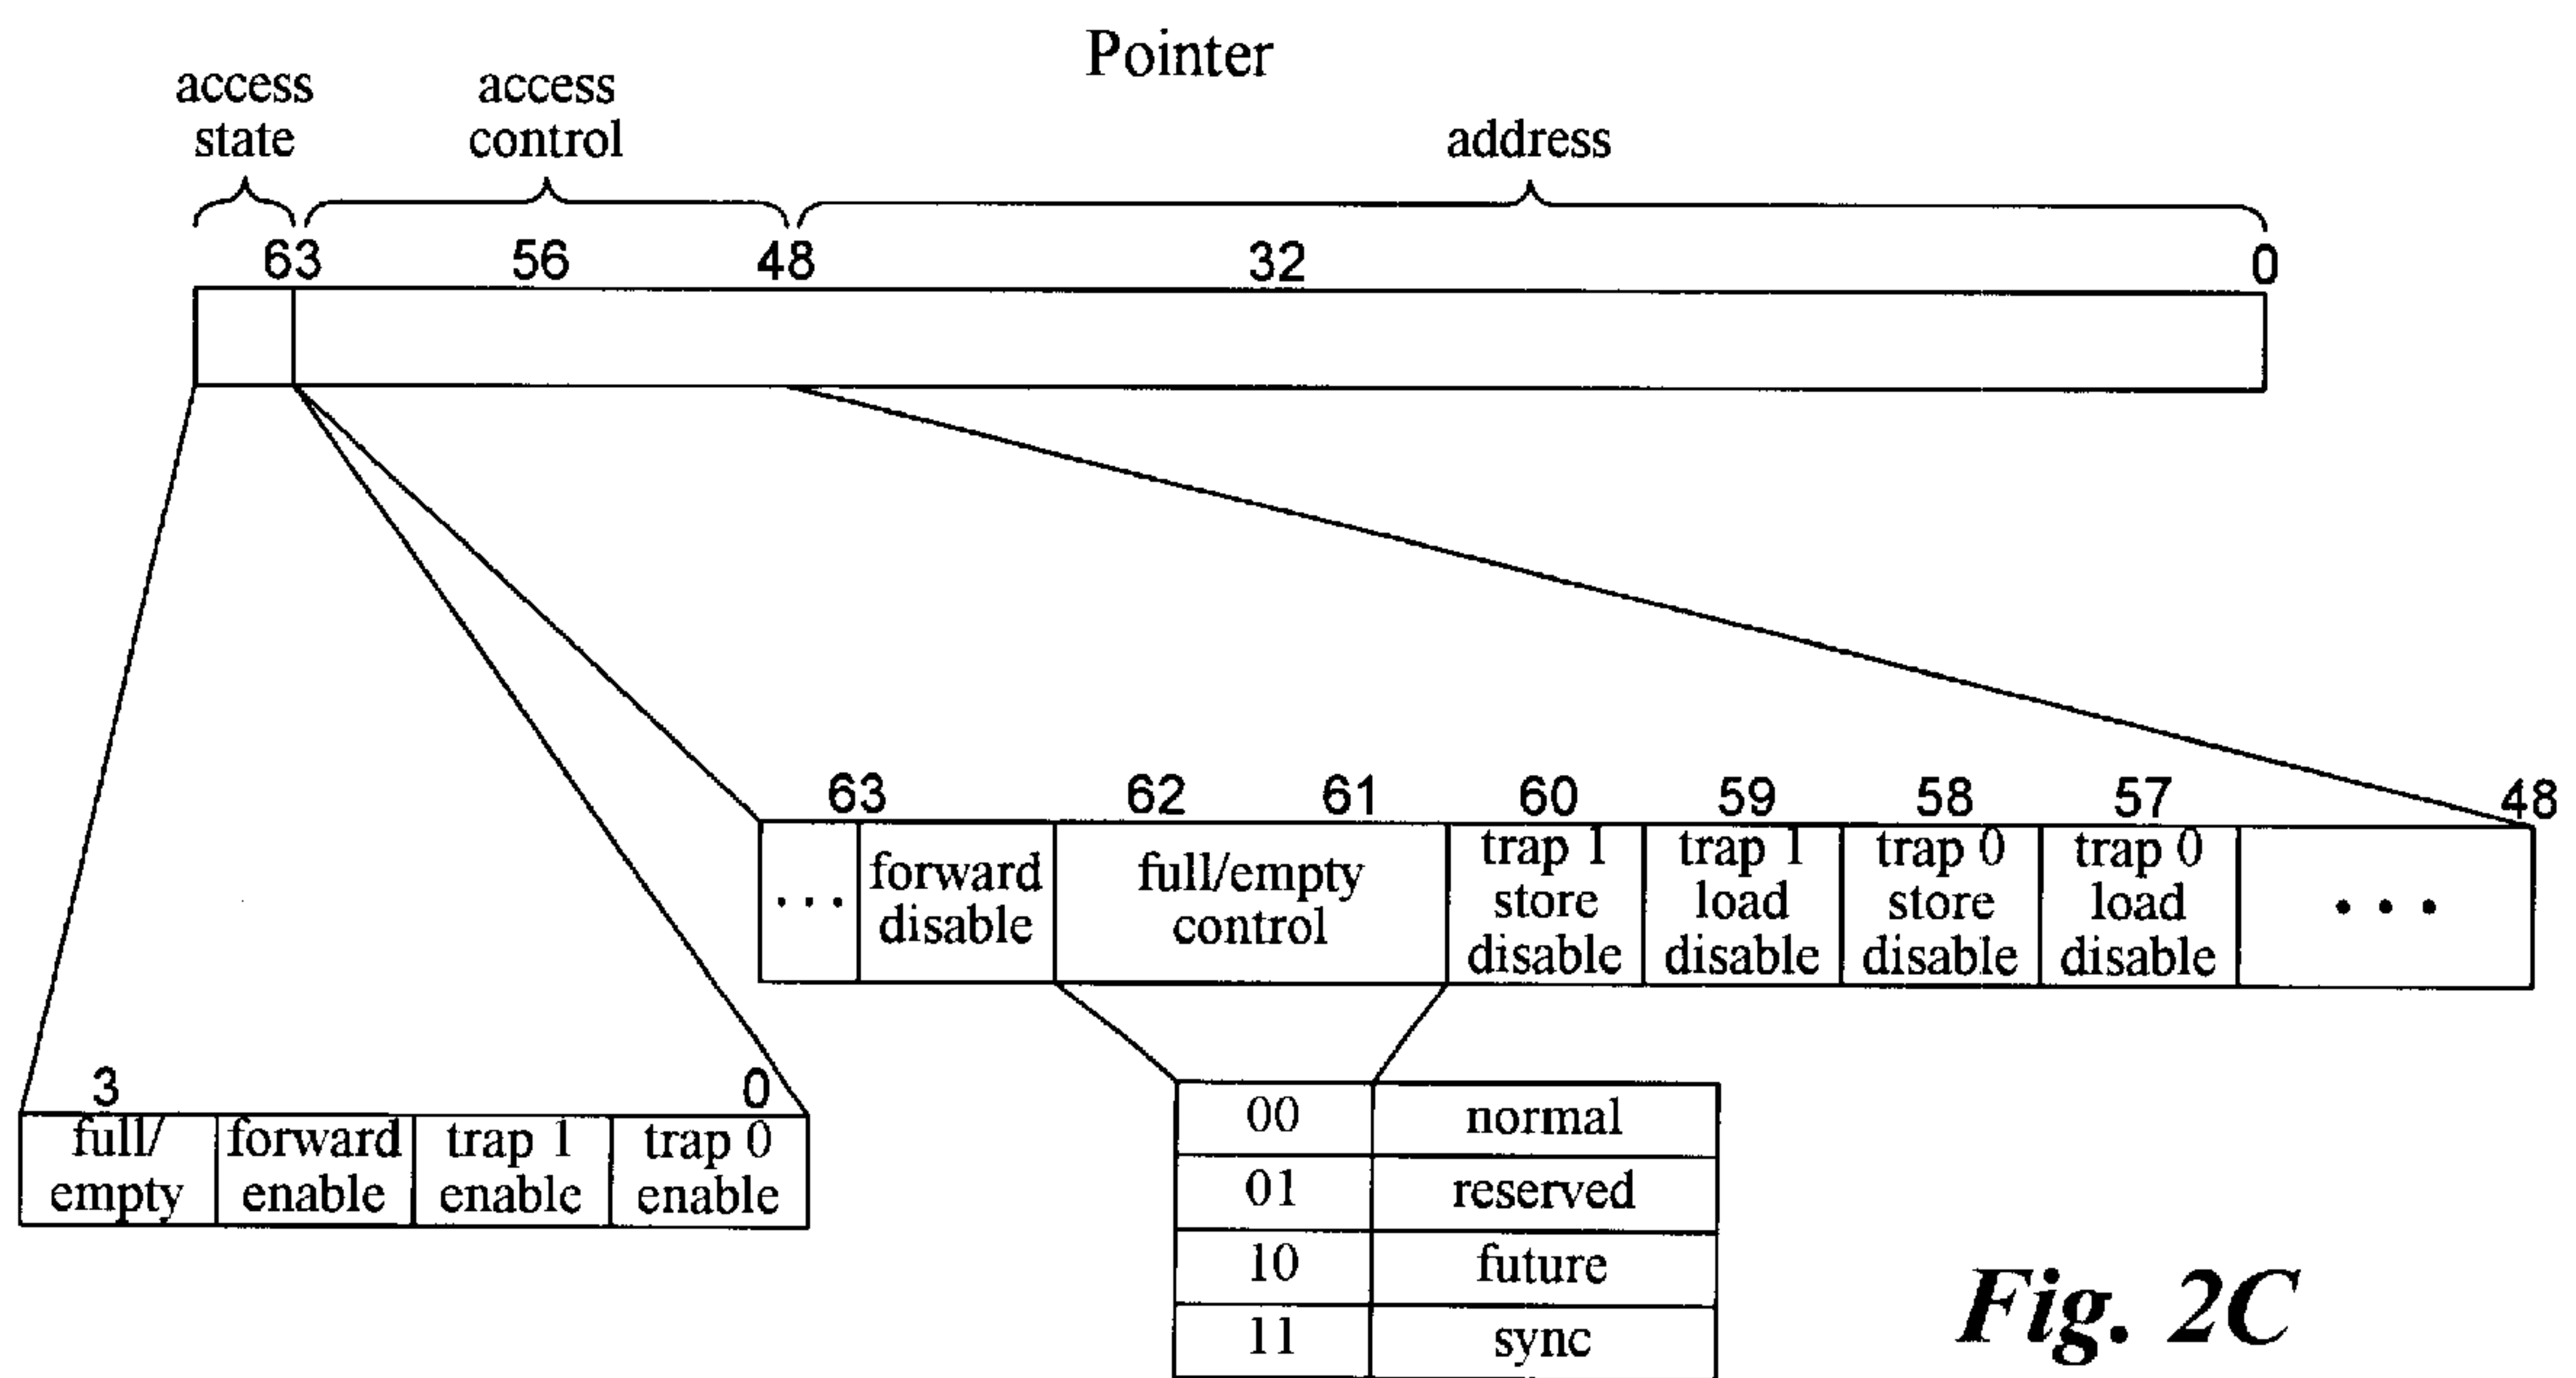 Pointer
access
state
access
control
address
63 56 48 32 0
63 62 61 60 59 58 57 48
... forward
disable
full/empty
control
trap 1
store
disable
trap 1
load
disable
trap 0
store
disable
trap 0
load
disable
...
3 0
full/
empty
forward
enable
trap 1
enable
trap 0
enable
00 normal
01 reserved
10 future
11 sync
Fig. 2C